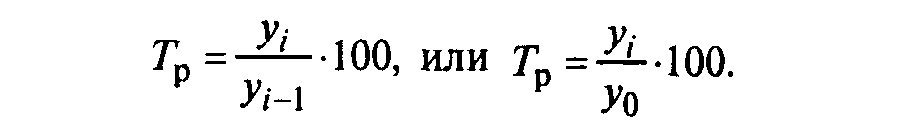 Tр = yi / yi−1 · 100, или Tр = yi / y0 · 100.